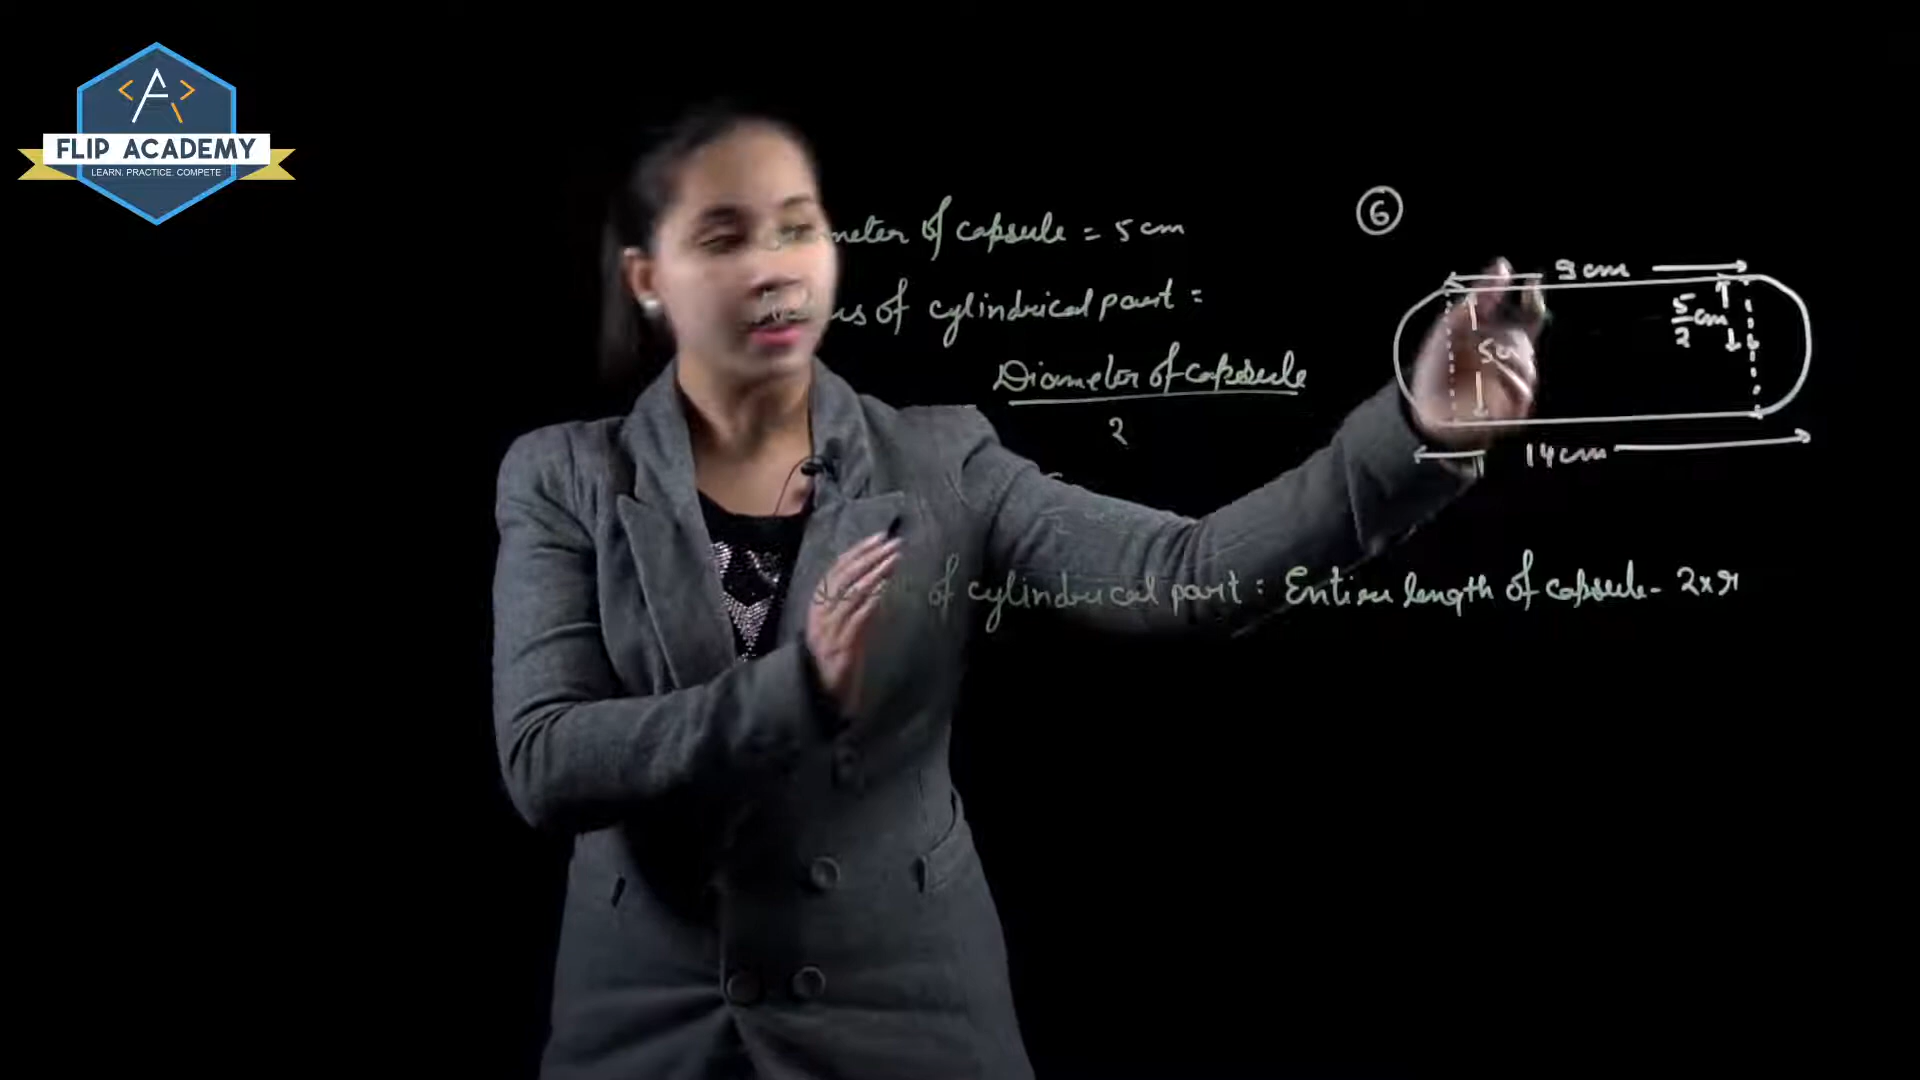 FLIP ACADEMY
LEARN. PRACTICE. COMPETE
of capsule = 5 cm
6
of cylindrical part =
Diameter of capsule
2
9 cm
5/2 cm
14 cm
of cylindrical part = Entire length of capsule - 2 x r